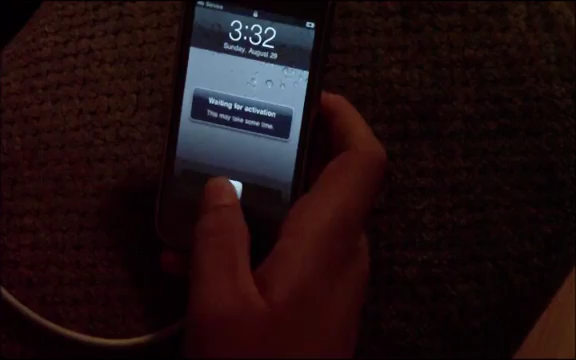 No Service
3:32
Sunday, August 29
Waiting for activation
This may take some time.